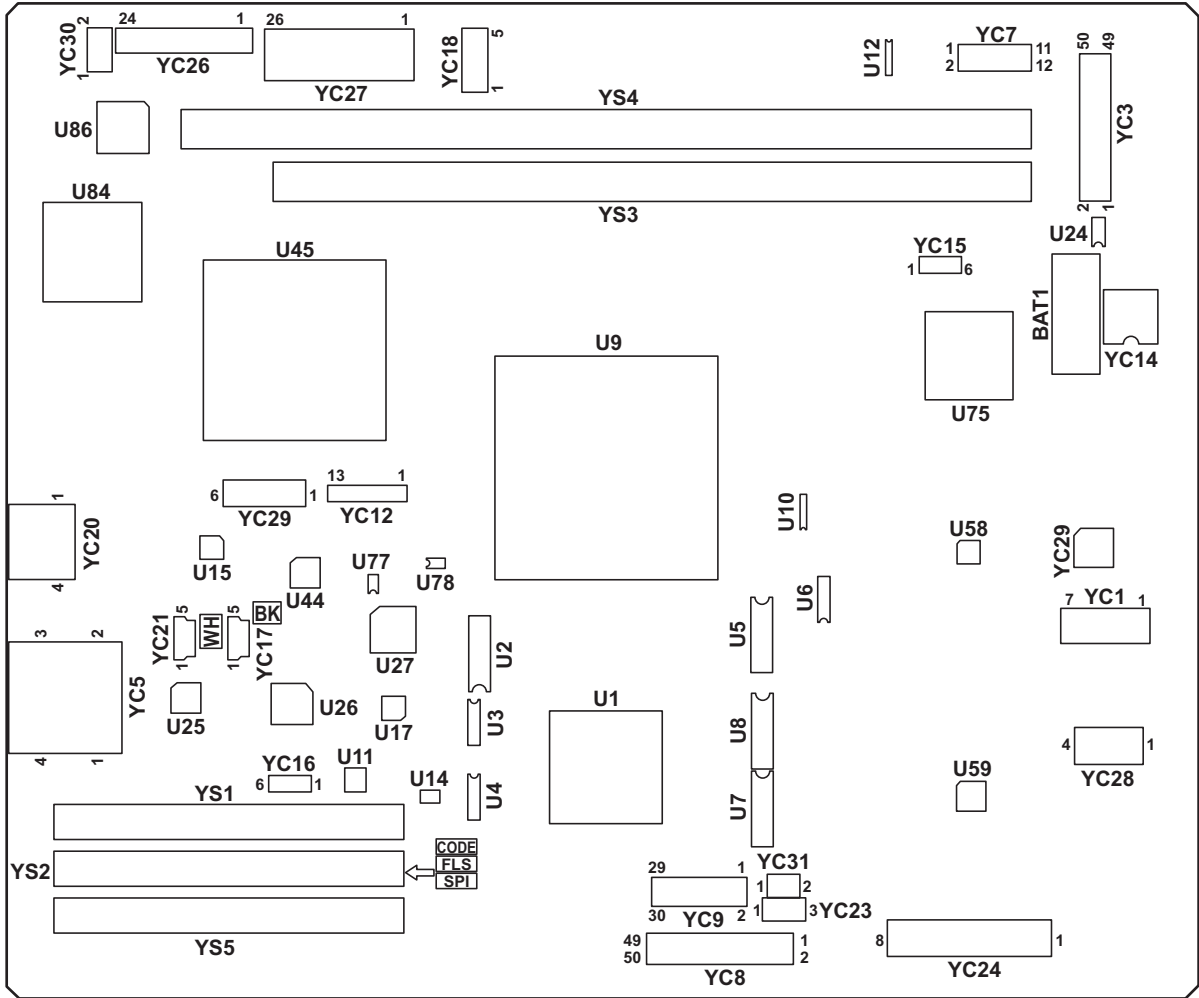 YC30
2
1
24 1
YC26
26 1
YC27
YC18
5
1
U12
YC7
1 11
2 12
50 49
YC3
2 1
U86
YS4
YS3
U84
U45
U24
YC15
1 6
BAT1
YC14
U9
U75
6 1
YC29
13 1
YC12
1
YC20
4
U15
U44
U77
U78
U10
U58
YC29
U6
U5
7 YC1 1
YC21
5
1
WH
YC17
5
1
BK
U27
U2
3 2
YC5
4 1
U25
U26
U17
U3
U1
U8
4 1
YC28
YC16
6 1
U11
U14
U4
U7
U59
YS1
YS2
CODE
FLS
SPI
YS5
29 1
30 2
YC9
YC31
1 2
1 3
YC23
49 1
50 2
YC8
8 1
YC24